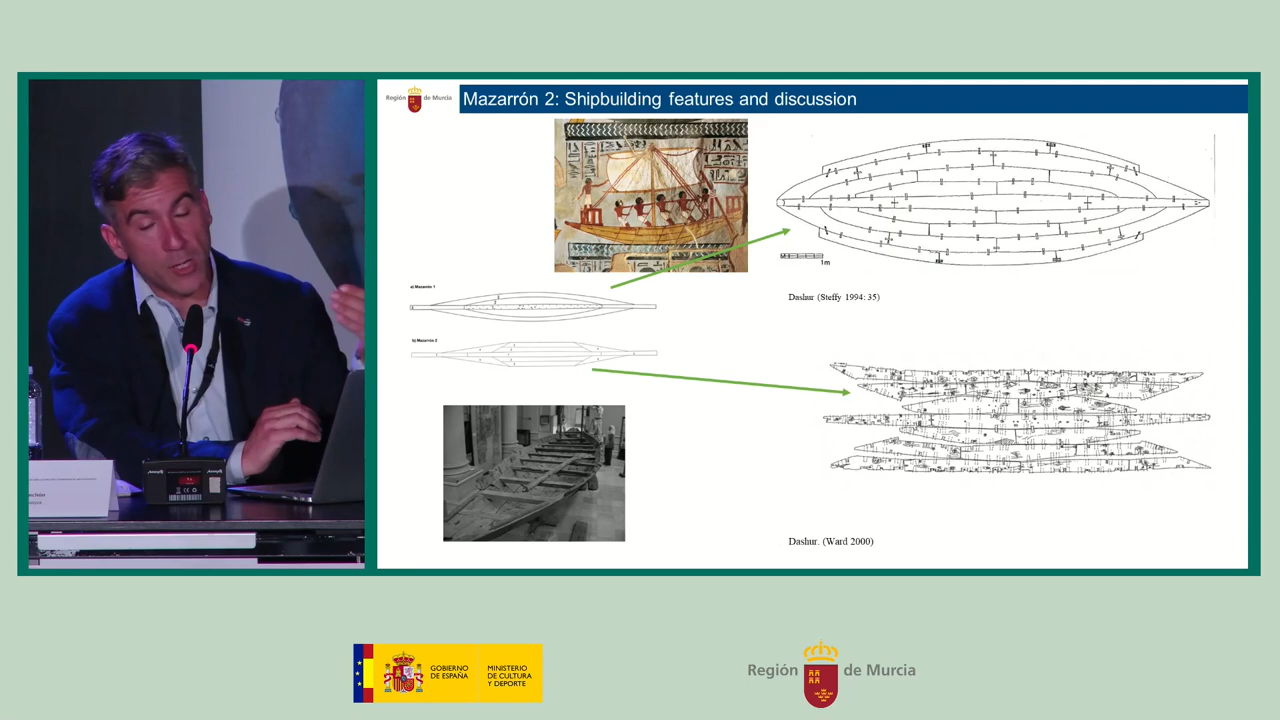 Región de Murcia
Mazarrón 2: Shipbuilding features and discussion
1m
Dashur (Steffy 1994: 35)
a) Mazarrón 1
b) Mazarrón 2
Dashur. (Ward 2000)
GOBIERNO
DE ESPAÑA
MINISTERIO
DE CULTURA
Y DEPORTE
Región de Murcia